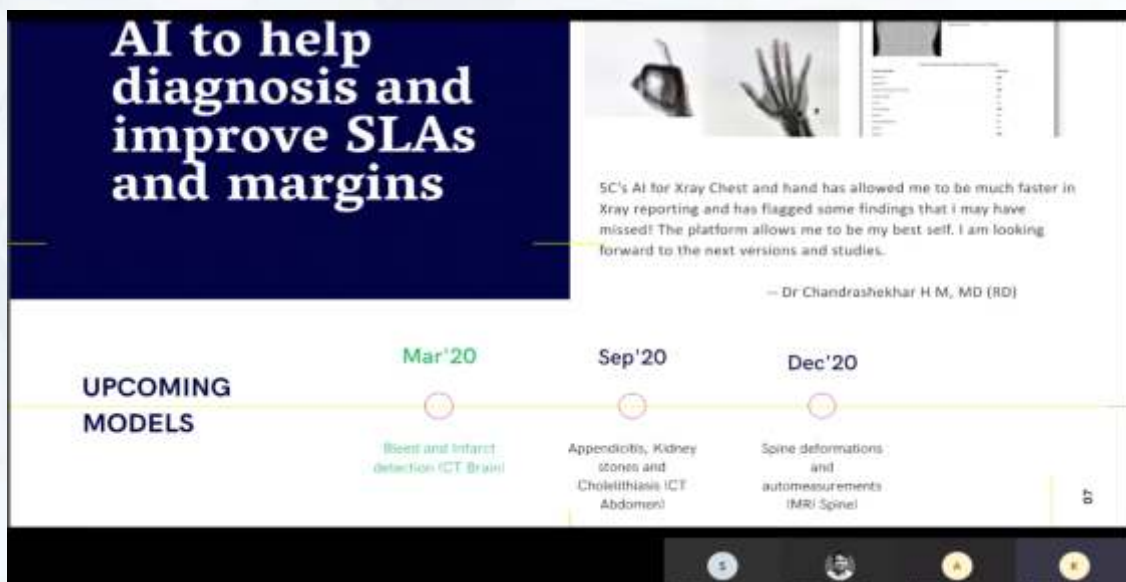 AI to help
diagnosis and
improve SLAs
and margins
5C's AI for Xray Chest and hand has allowed me to be much faster in
Xray reporting and has flagged some findings that i may have
missed! The platform allows me to be my best self. I am looking
forward to the next versions and studies.
-- Dr Chandrashekhar H M, MD (RD)
UPCOMING
MODELS
Mar'20
Bleed and Infarct
detection (CT Brain)
Sep'20
Appendicitis, Kidney
stones and
Cholelithiasis (CT
Abdomen)
Dec'20
Spine deformations
and
automeasurements
(MRI Spine)
07
S
A
K